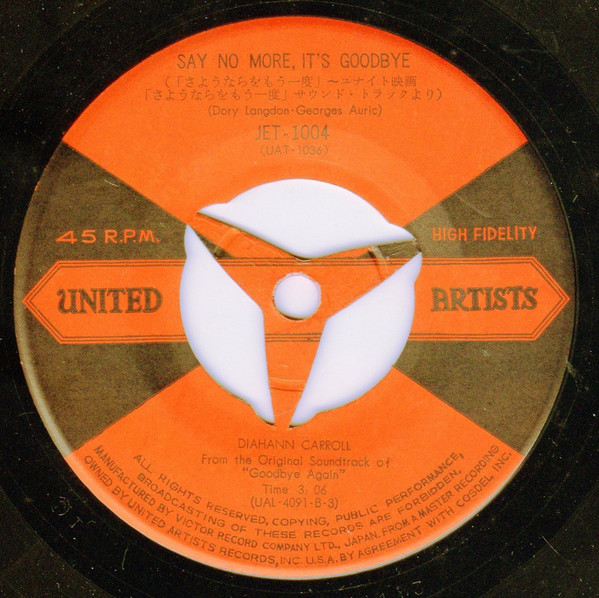 SAY NO MORE, IT'S GOODBYE
(「さようならをもう一度」〜ユナイト映画
「さようならをもう一度」サウンド・トラックより)
(Dory Langdon-Georges Auric)
JET-1004
(UAT-1036)
45 R.P.M.
HIGH FIDELITY
UNITED ARTISTS
DIAHANN CARROLL
From the Original Soundtrack of
"Goodbye Again"
Time 3:06
(UAL-4091-B-3)
ALL RIGHTS RESERVED, COPYING, PUBLIC PERFORMANCE,
BROADCASTING OF THESE RECORDS ARE FORBIDDEN,
MANUFACTURED BY VICTOR RECORD COMPANY LTD., JAPAN. FROM A MASTER RECORDING
OWNED BY UNITED ARTISTS RECORDS, INC. U.S.A. BY AGREEMENT WITH COSDEL INC.